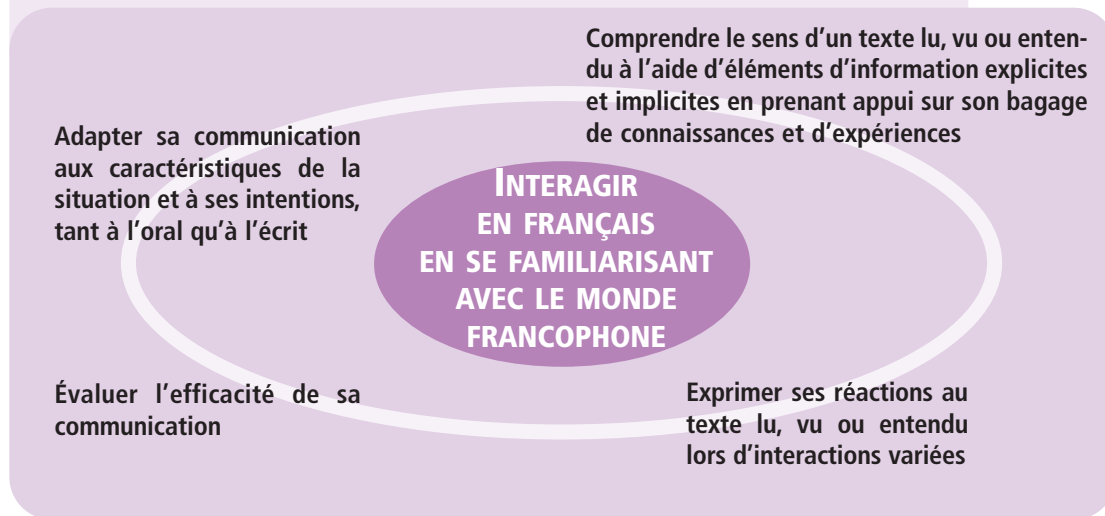 Comprendre le sens d'un texte lu, vu ou enten-
du à l'aide d'éléments d'information explicites
et implicites en prenant appui sur son bagage
de connaissances et d'expériences
Adapter sa communication
aux caractéristiques de la
situation et à ses intentions,
tant à l'oral qu'à l'écrit
INTERAGIR
EN FRANÇAIS
EN SE FAMILIARISANT
AVEC LE MONDE
FRANCOPHONE
Évaluer l'efficacité de sa
communication
Exprimer ses réactions au
texte lu, vu ou entendu
lors d'interactions variées